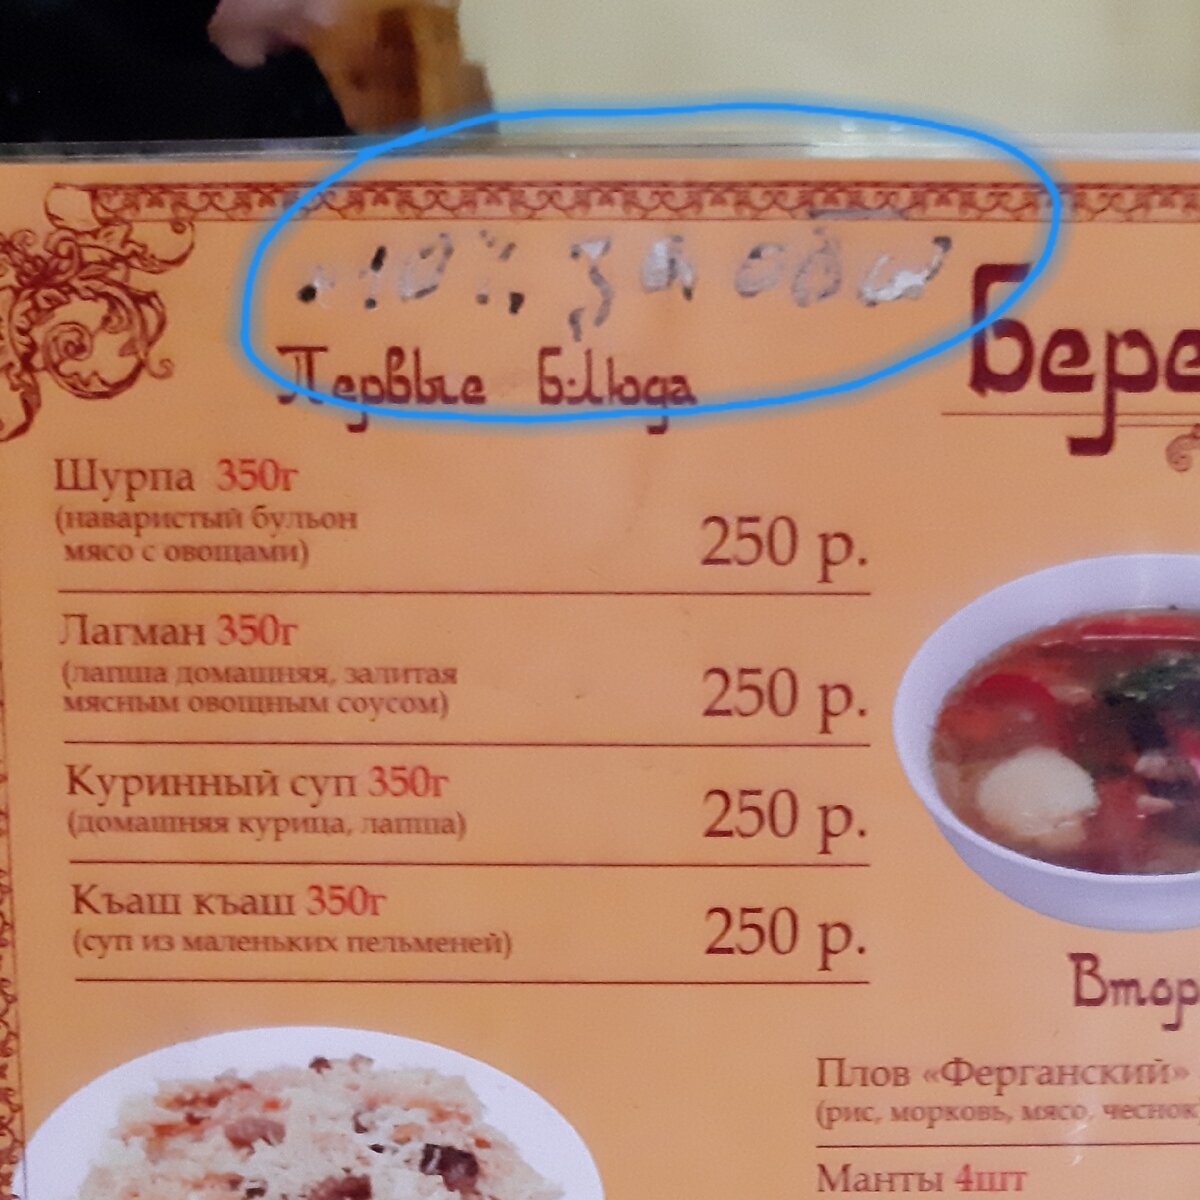 +10% за обсл
Первые Блюда
Бере
Шурпа 350г
(наваристый бульон
мясо с овощами)
250 р.
Лагман 350г
(лапша домашняя, залитая
мясным овощным соусом)
250 р.
Куринный суп 350г
(домашняя курица, лапша)
250 р.
Къаш къаш 350г
(суп из маленьких пельменей)
250 р.
Втор
Плов «Ферганский»
(рис, морковь, мясо, чеснок
Манты 4шт